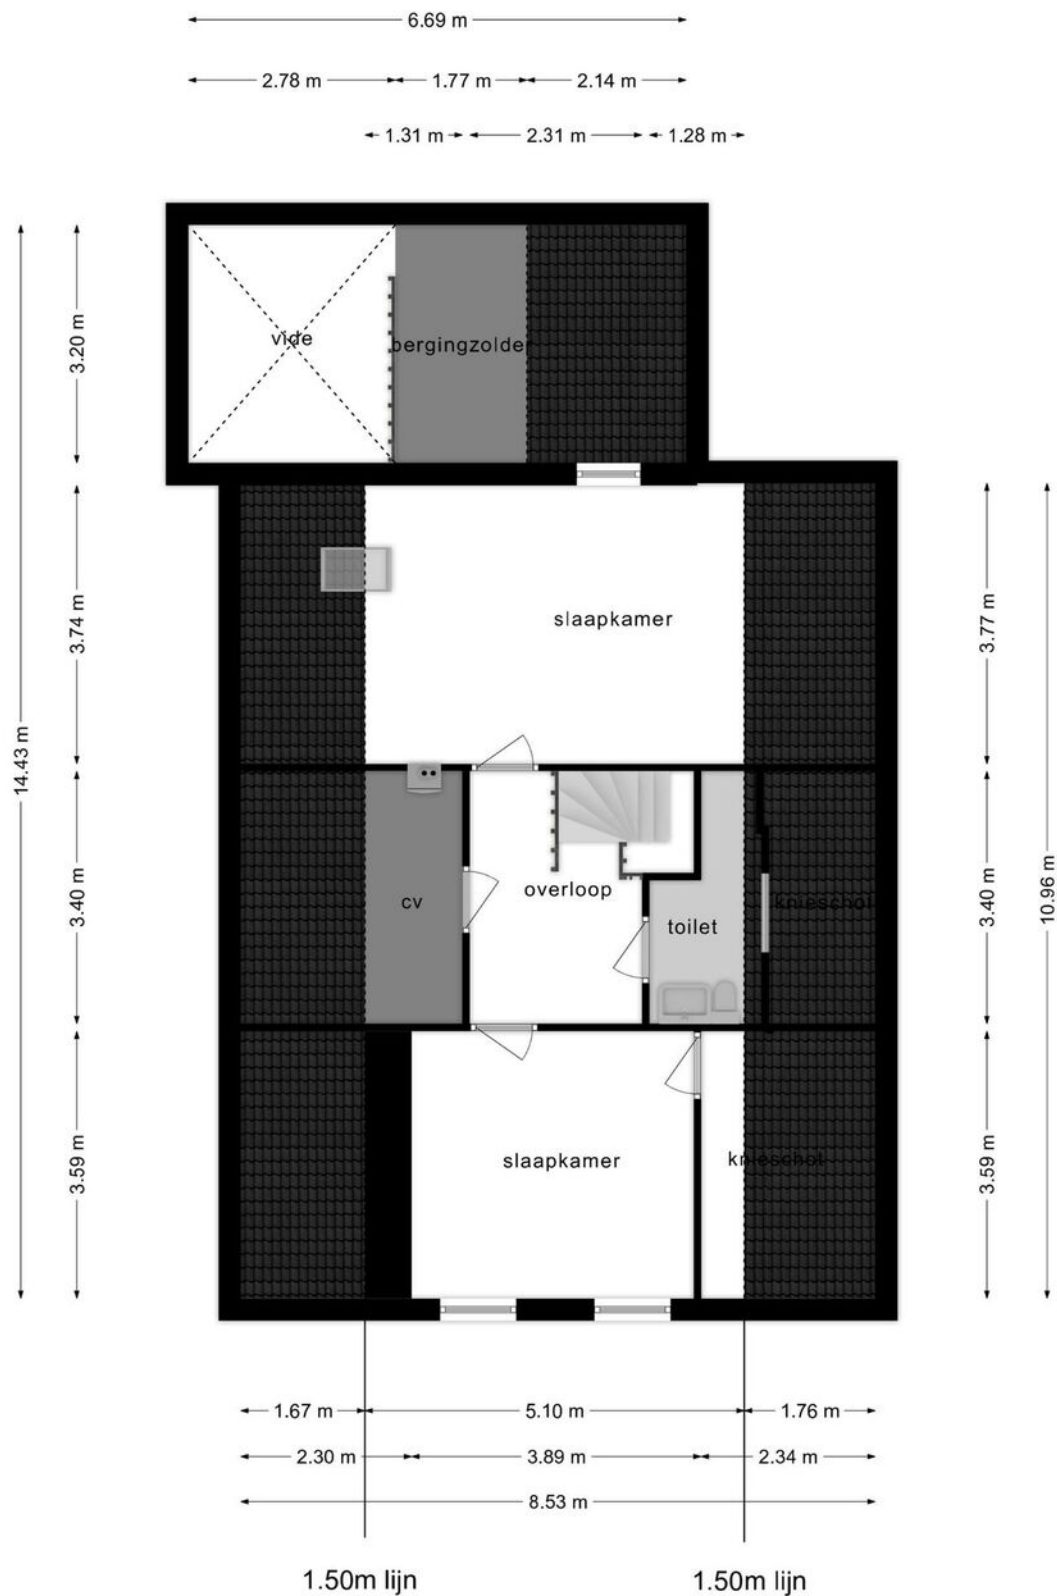 6.69 m
2.78 m 1.77 m 2.14 m
1.31 m 2.31 m 1.28 m
vide
bergingzolder
3.20 m
slaapkamer
3.74 m
3.77 m
14.43 m
cv
overloop
toilet
knieschot
3.40 m
3.40 m
10.96 m
slaapkamer
knieschot
3.59 m
3.59 m
1.67 m 5.10 m 1.76 m
2.30 m 3.89 m 2.34 m
8.53 m
1.50m lijn 1.50m lijn